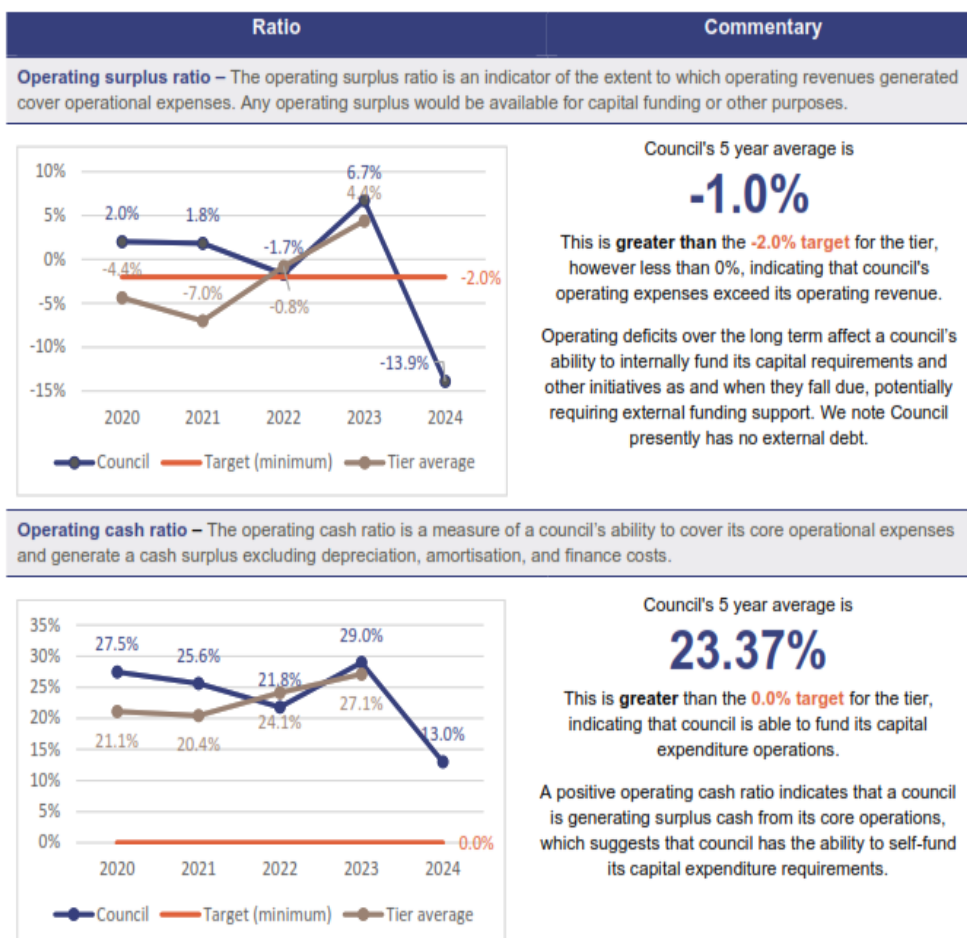 Ratio
Commentary
Operating surplus ratio – The operating surplus ratio is an indicator of the extent to which operating revenues generated
cover operational expenses. Any operating surplus would be available for capital funding or other purposes.
10%
5%
0%
-5%
-10%
-15%
2.0%
1.8%
-1.7%
6.7%
-13.9%
-4.4%
-7.0%
-0.8%
4.4%
-2.0%
2020
2021
2022
2023
2024
Council
Target (minimum)
Tier average
Council's 5 year average is
-1.0%
This is greater than the -2.0% target for the tier,
however less than 0%, indicating that council's
operating expenses exceed its operating revenue.
Operating deficits over the long term affect a council's
ability to internally fund its capital requirements and
other initiatives as and when they fall due, potentially
requiring external funding support. We note Council
presently has no external debt.
Operating cash ratio – The operating cash ratio is a measure of a council's ability to cover its core operational expenses
and generate a cash surplus excluding depreciation, amortisation, and finance costs.
35%
30%
25%
20%
15%
10%
5%
0%
27.5%
25.6%
21.8%
29.0%
13.0%
21.1%
20.4%
24.1%
27.1%
0.0%
2020
2021
2022
2023
2024
Council
Target (minimum)
Tier average
Council's 5 year average is
23.37%
This is greater than the 0.0% target for the tier,
indicating that council is able to fund its capital
expenditure operations.
A positive operating cash ratio indicates that a council
is generating surplus cash from its core operations,
which suggests that council has the ability to self-fund
its capital expenditure requirements.